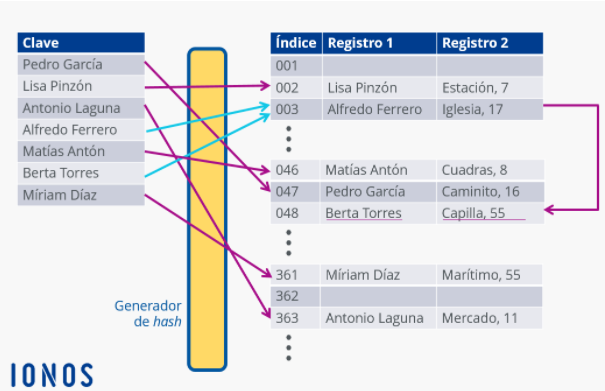 Clave
Pedro García
Lisa Pinzón
Antonio Laguna
Alfredo Ferrero
Matías Antón
Berta Torres
Míriam Díaz
Generador
de hash
Índice Registro 1 Registro 2
001
002 Lisa Pinzón Estación, 7
003 Alfredo Ferrero Iglesia, 17
046 Matías Antón Cuadras, 8
047 Pedro García Caminito, 16
048 Berta Torres Capilla, 55
361 Míriam Díaz Marítimo, 55
362
363 Antonio Laguna Mercado, 11
IONOS